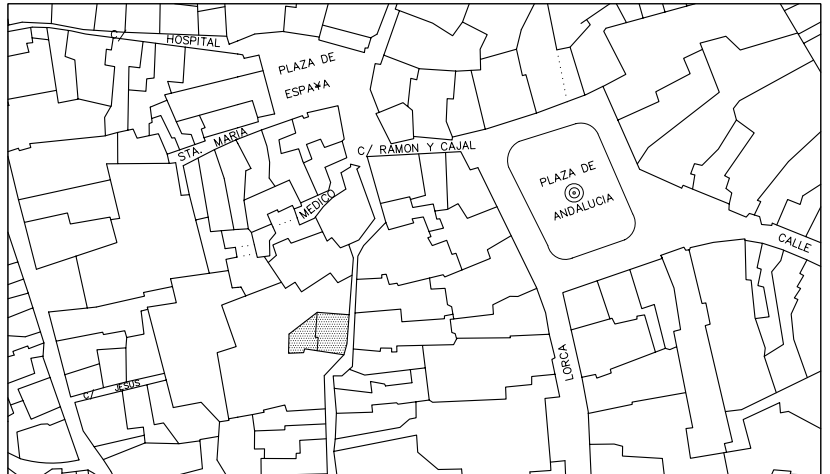 C/ HOSPITAL
PLAZA DE
ESPA¥A
STA. MARIA
C/ RAMON Y CAJAL
MEDICO
PLAZA DE
ANDALUCIA
CALLE
LORCA
C/ JESUS